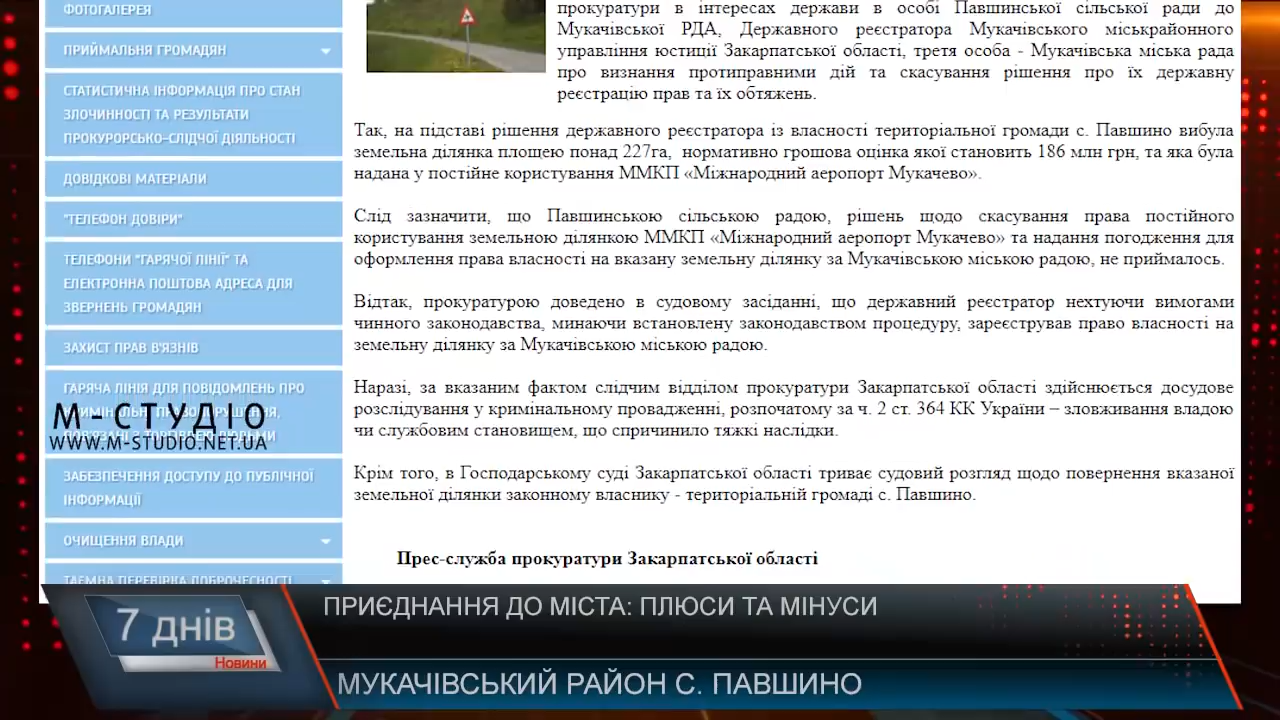 ФОТОГАЛЕРЕЯ
ПРИЙМАЛЬНЯ ГРОМАДЯН
СТАТИСТИЧНА ІНФОРМАЦІЯ ПРО СТАН
ЗЛОЧИННОСТІ ТА РЕЗУЛЬТАТИ
ПРОКУРОРСЬКО-СЛІДЧОЇ ДІЯЛЬНОСТІ
ДОВІДКОВІ МАТЕРІАЛИ
"ТЕЛЕФОН ДОВІРИ"
ТЕЛЕФОНИ "ГАРЯЧОЇ ЛІНІЇ" ТА
ЕЛЕКТРОННА ПОШТОВА АДРЕСА ДЛЯ
ЗВЕРНЕНЬ ГРОМАДЯН
ЗАХИСТ ПРАВ В'ЯЗНІВ
ГАРЯЧА ЛІНІЯ ДЛЯ ПОВІДОМЛЕНЬ ПРО
М-СТУДІО
WWW.M-STUDIO.NET.UA
ЗАБЕЗПЕЧЕННЯ ДОСТУПУ ДО ПУБЛІЧНОЇ
ІНФОРМАЦІЇ
ОЧИЩЕННЯ ВЛАДИ
ТАЄМНА ПЕРЕВІРКА ДОБРОЧЕСНОСТІ
прокуратури в інтересах держави в особі Павшинської сільської ради до
Мукачівської РДА, Державного реєстратора Мукачівського міськрайонного
управління юстиції Закарпатської області, третя особа - Мукачівська міська рада
про визнання протиправними дій та скасування рішення про їх державну
реєстрацію прав та їх обтяжень.
Так, на підставі рішення державного реєстратора із власності територіальної громади с. Павшино вибула
земельна ділянка площею понад 227га, нормативно грошова оцінка якої становить 186 млн грн, та яка була
надана у постійне користування ММКП «Міжнародний аеропорт Мукачево».
Слід зазначити, що Павшинською сільською радою, рішень щодо скасування права постійного
користування земельною ділянкою ММКП «Міжнародний аеропорт Мукачево» та надання погодження для
оформлення права власності на вказану земельну ділянку за Мукачівською міською радою, не приймалось.
Відтак, прокуратурою доведено в судовому засіданні, що державний реєстратор нехтуючи вимогами
чинного законодавства, минаючи встановлену законодавством процедуру, зареєстрував право власності на
земельну ділянку за Мукачівською міською радою.
Наразі, за вказаним фактом слідчим відділом прокуратури Закарпатської області здійснюється досудове
розслідування у кримінальному провадженні, розпочатому за ч. 2 ст. 364 КК України – зловживання владою
чи службовим становищем, що спричинило тяжкі наслідки.
Крім того, в Господарському суді Закарпатської області триває судовий розгляд щодо повернення вказаної
земельної ділянки законному власнику - територіальній громаді с. Павшино.
Прес-служба прокуратури Закарпатської області
7 днів
Новини
ПРИЄДНАННЯ ДО МІСТА: ПЛЮСИ ТА МІНУСИ
МУКАЧІВСЬКИЙ РАЙОН С. ПАВШИНО